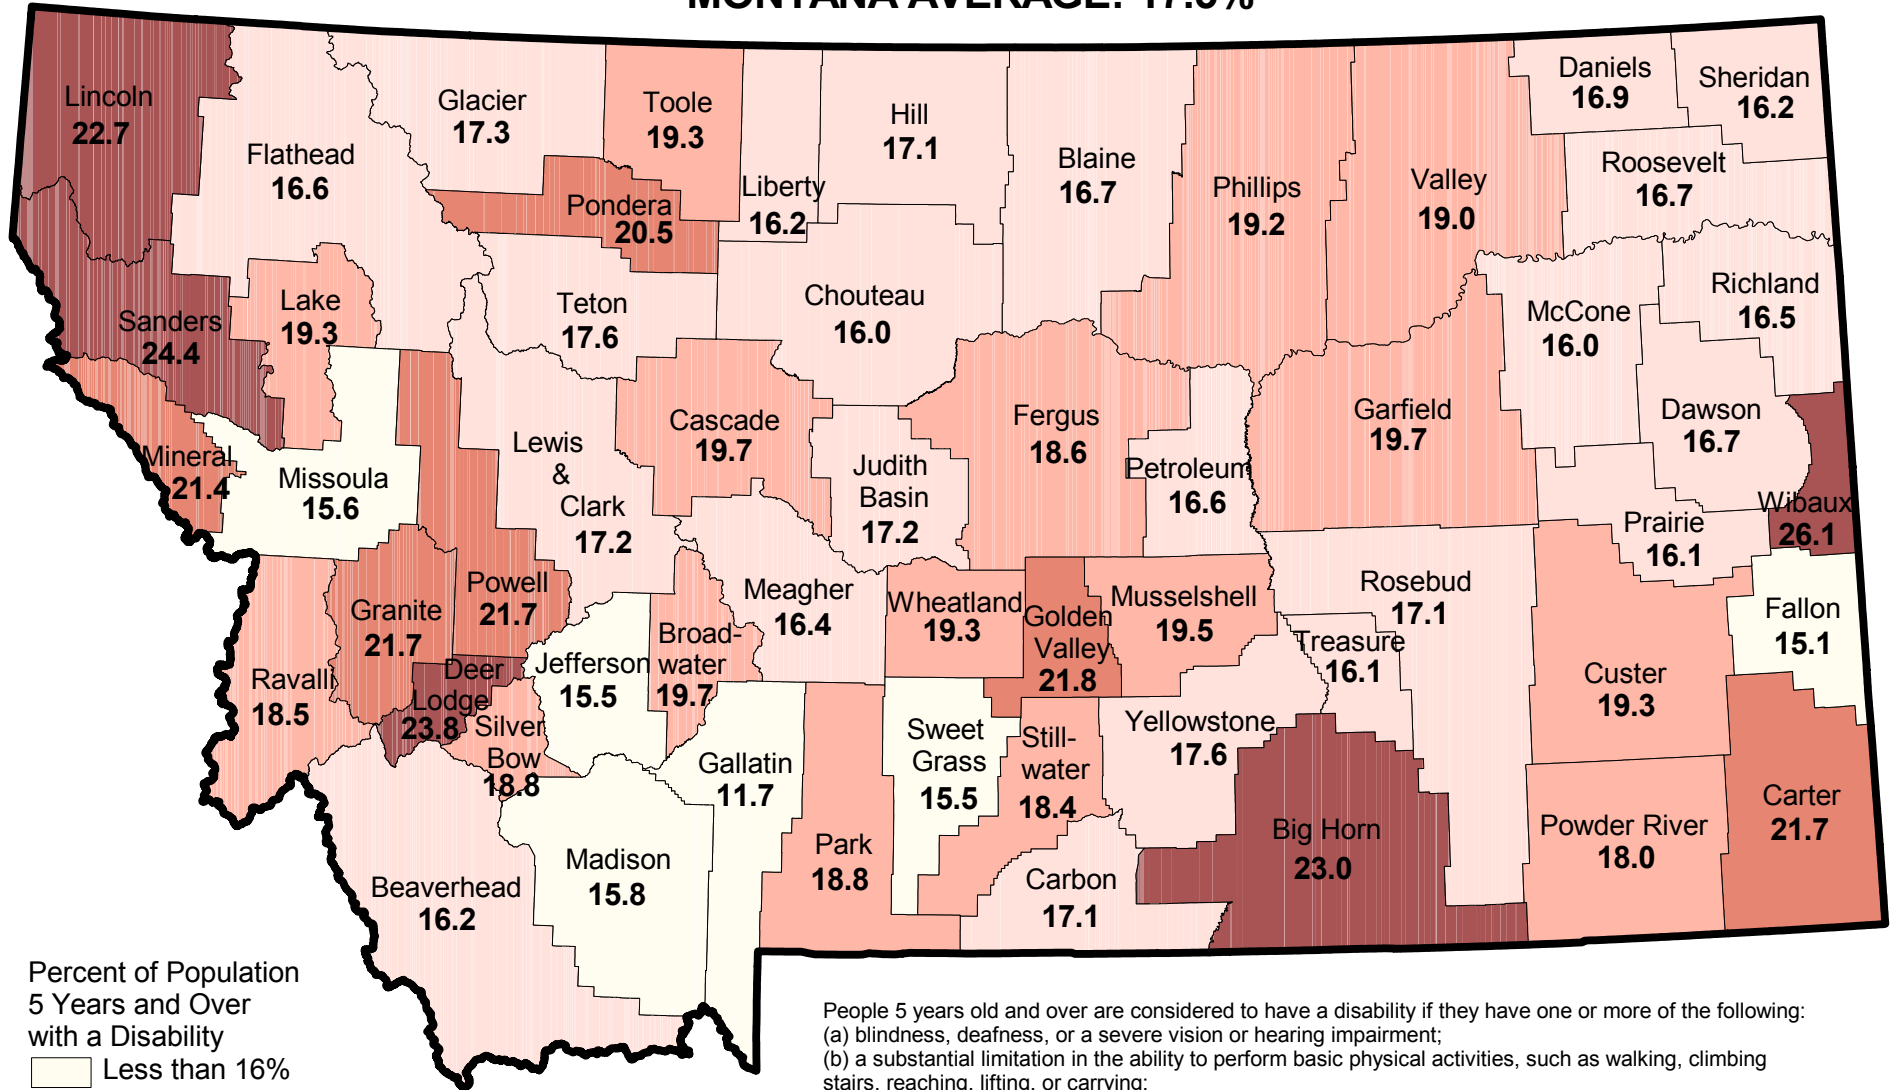 Lincoln
22.7
Flathead
16.6
Glacier
17.3
Toole
19.3
Pondera
20.5
Liberty
16.2
Hill
17.1
Blaine
16.7
Phillips
19.2
Valley
19.0
Daniels
16.9
Sheridan
16.2
Roosevelt
16.7
Sanders
24.4
Lake
19.3
Teton
17.6
Chouteau
16.0
McCone
16.0
Richland
16.5
Mineral
21.4
Missoula
15.6
Lewis
&
Clark
17.2
Cascade
19.7
Judith
Basin
17.2
Fergus
18.6
Petroleum
16.6
Garfield
19.7
Dawson
16.7
Wibaux
26.1
Prairie
16.1
Powell
21.7
Granite
21.7
Ravalli
18.5
Deer
Lodge
23.8
Silver
Bow
18.8
Jefferson
15.5
Broad-
water
19.7
Meagher
16.4
Wheatland
19.3
Golden
Valley
21.8
Musselshell
19.5
Rosebud
17.1
Treasure
16.1
Custer
19.3
Fallon
15.1
Gallatin
11.7
Sweet
Grass
15.5
Still-
water
18.4
Yellowstone
17.6
Beaverhead
16.2
Madison
15.8
Park
18.8
Carbon
17.1
Big Horn
23.0
Powder River
18.0
Carter
21.7
Percent of Population
5 Years and Over
with a Disability
Less than 16%
People 5 years old and over are considered to have a disability if they have one or more of the following:
(a) blindness, deafness, or a severe vision or hearing impairment;
(b) a substantial limitation in the ability to perform basic physical activities, such as walking, climbing
stairs, reaching, lifting, or carrying;